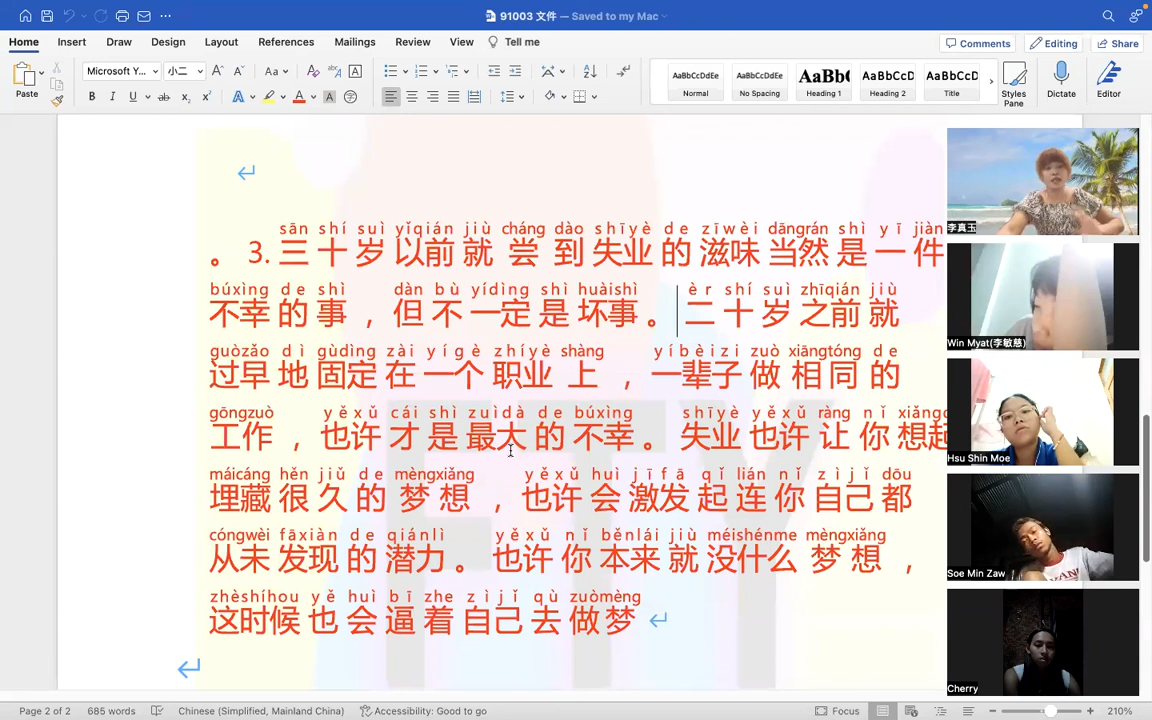 91003 文件 — Saved to my Mac
Home Insert Draw Design Layout References Mailings Review View Tell me Comments Editing Share
Paste Microsoft Y... 小二 Aa A
B I U ab x₂ x² A
AaBbCcDdEe AaBbCcDdEe AaBb( AaBbCcD AaBbCcD
Normal No Spacing Heading 1 Heading 2 Title Styles Pane Dictate Editor
sān shí suì yǐqián jiù cháng dào shīyè de zīwèi dāngrán shì yī jiàn
。 3. 三十岁以前就尝到失业的滋味当然是一件
búxìng de shì dàn bù yídìng shì huàishì èr shí suì zhīqián jiù
不幸的事，但不一定是坏事。二十岁之前就
guòzǎo dì gùdìng zài yígè zhíyè shàng yíbèizi zuò xiāngtóng de
过早地固定在一个职业上，一辈子做相同的
gōngzuò yěxǔ cái shì zuìdà de búxìng shīyè yěxǔ ràng nǐ xiǎng
工作，也许才是最大的不幸。失业也许让你想起
máicáng hěn jiǔ de mèngxiǎng yěxǔ huì jīfā qǐ lián nǐ zìjǐ dōu
埋藏很久的梦想，也许会激发起连你自己都
cóngwèi fāxiàn de qiánlì yěxǔ nǐ běnlái jiù méishénme mèngxiǎng
从未发现的潜力。也许你本来就没什么梦想，
zhèshíhou yě huì bī zhe zìjǐ qù zuòmèng
这时候也会逼着自己去做梦
李真玉
Win Myat(李敏慈)
Hsu Shin Moe
Soe Min Zaw
Cherry
Page 2 of 2 685 words Chinese (Simplified, Mainland China) Accessibility: Good to go Focus 210%